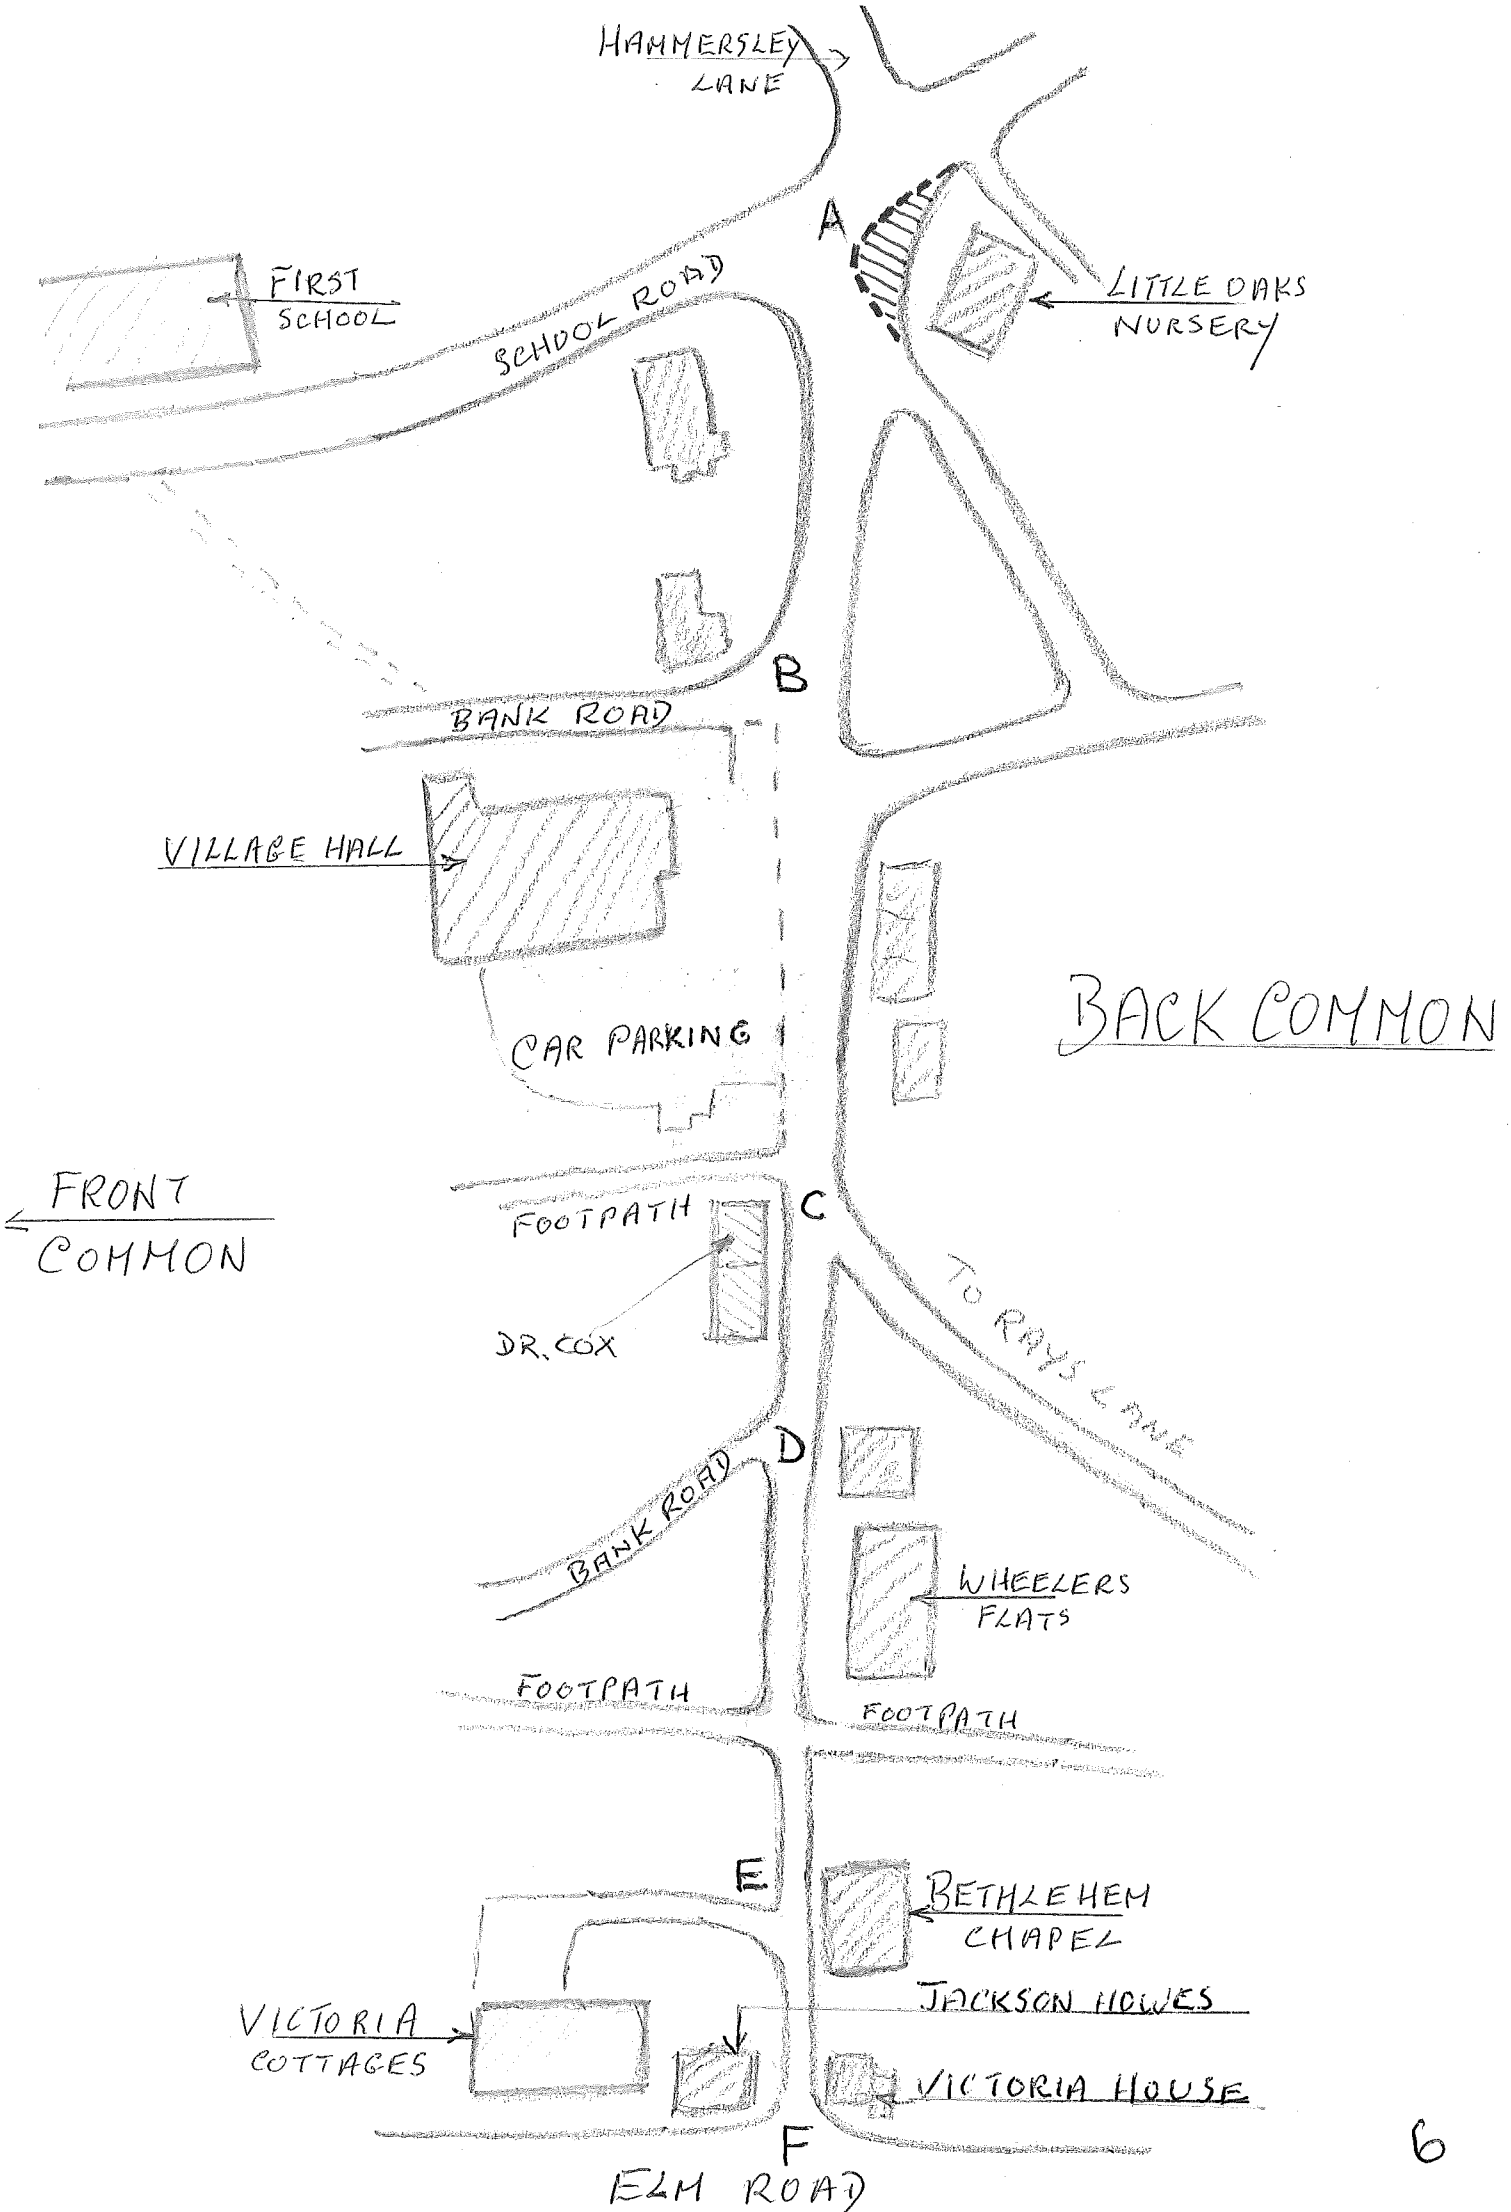 HAMMERSLEY
LANE
A
FIRST
SCHOOL
SCHOOL ROAD
LITTLE OAKS
NURSERY
B
BANK ROAD
VILLAGE HALL
CAR PARKING
BACK COMMON
FRONT
COMMON
FOOTPATH
C
DR. COX
TO RAYS LANE
D
BANK ROAD
WHEELERS
FLATS
FOOTPATH
FOOTPATH
E
BETHLEHEM
CHAPEL
JACKSON HOWES
VICTORIA
COTTAGES
VICTORIA HOUSE
F
ELM ROAD
6